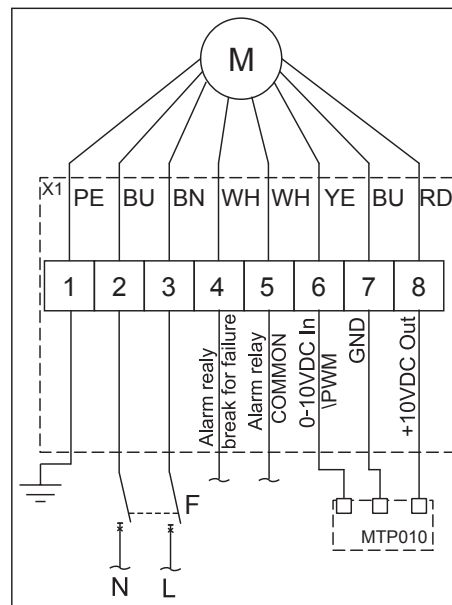 M
X1 PE BU BN WH WH YE BU RD
1 2 3 4 5 6 7 8
Alarm realy
break for failure
Alarm relay
COMMON
0-10VDC In
\PWM
GND
+10VDC Out
F
MTP010
N L